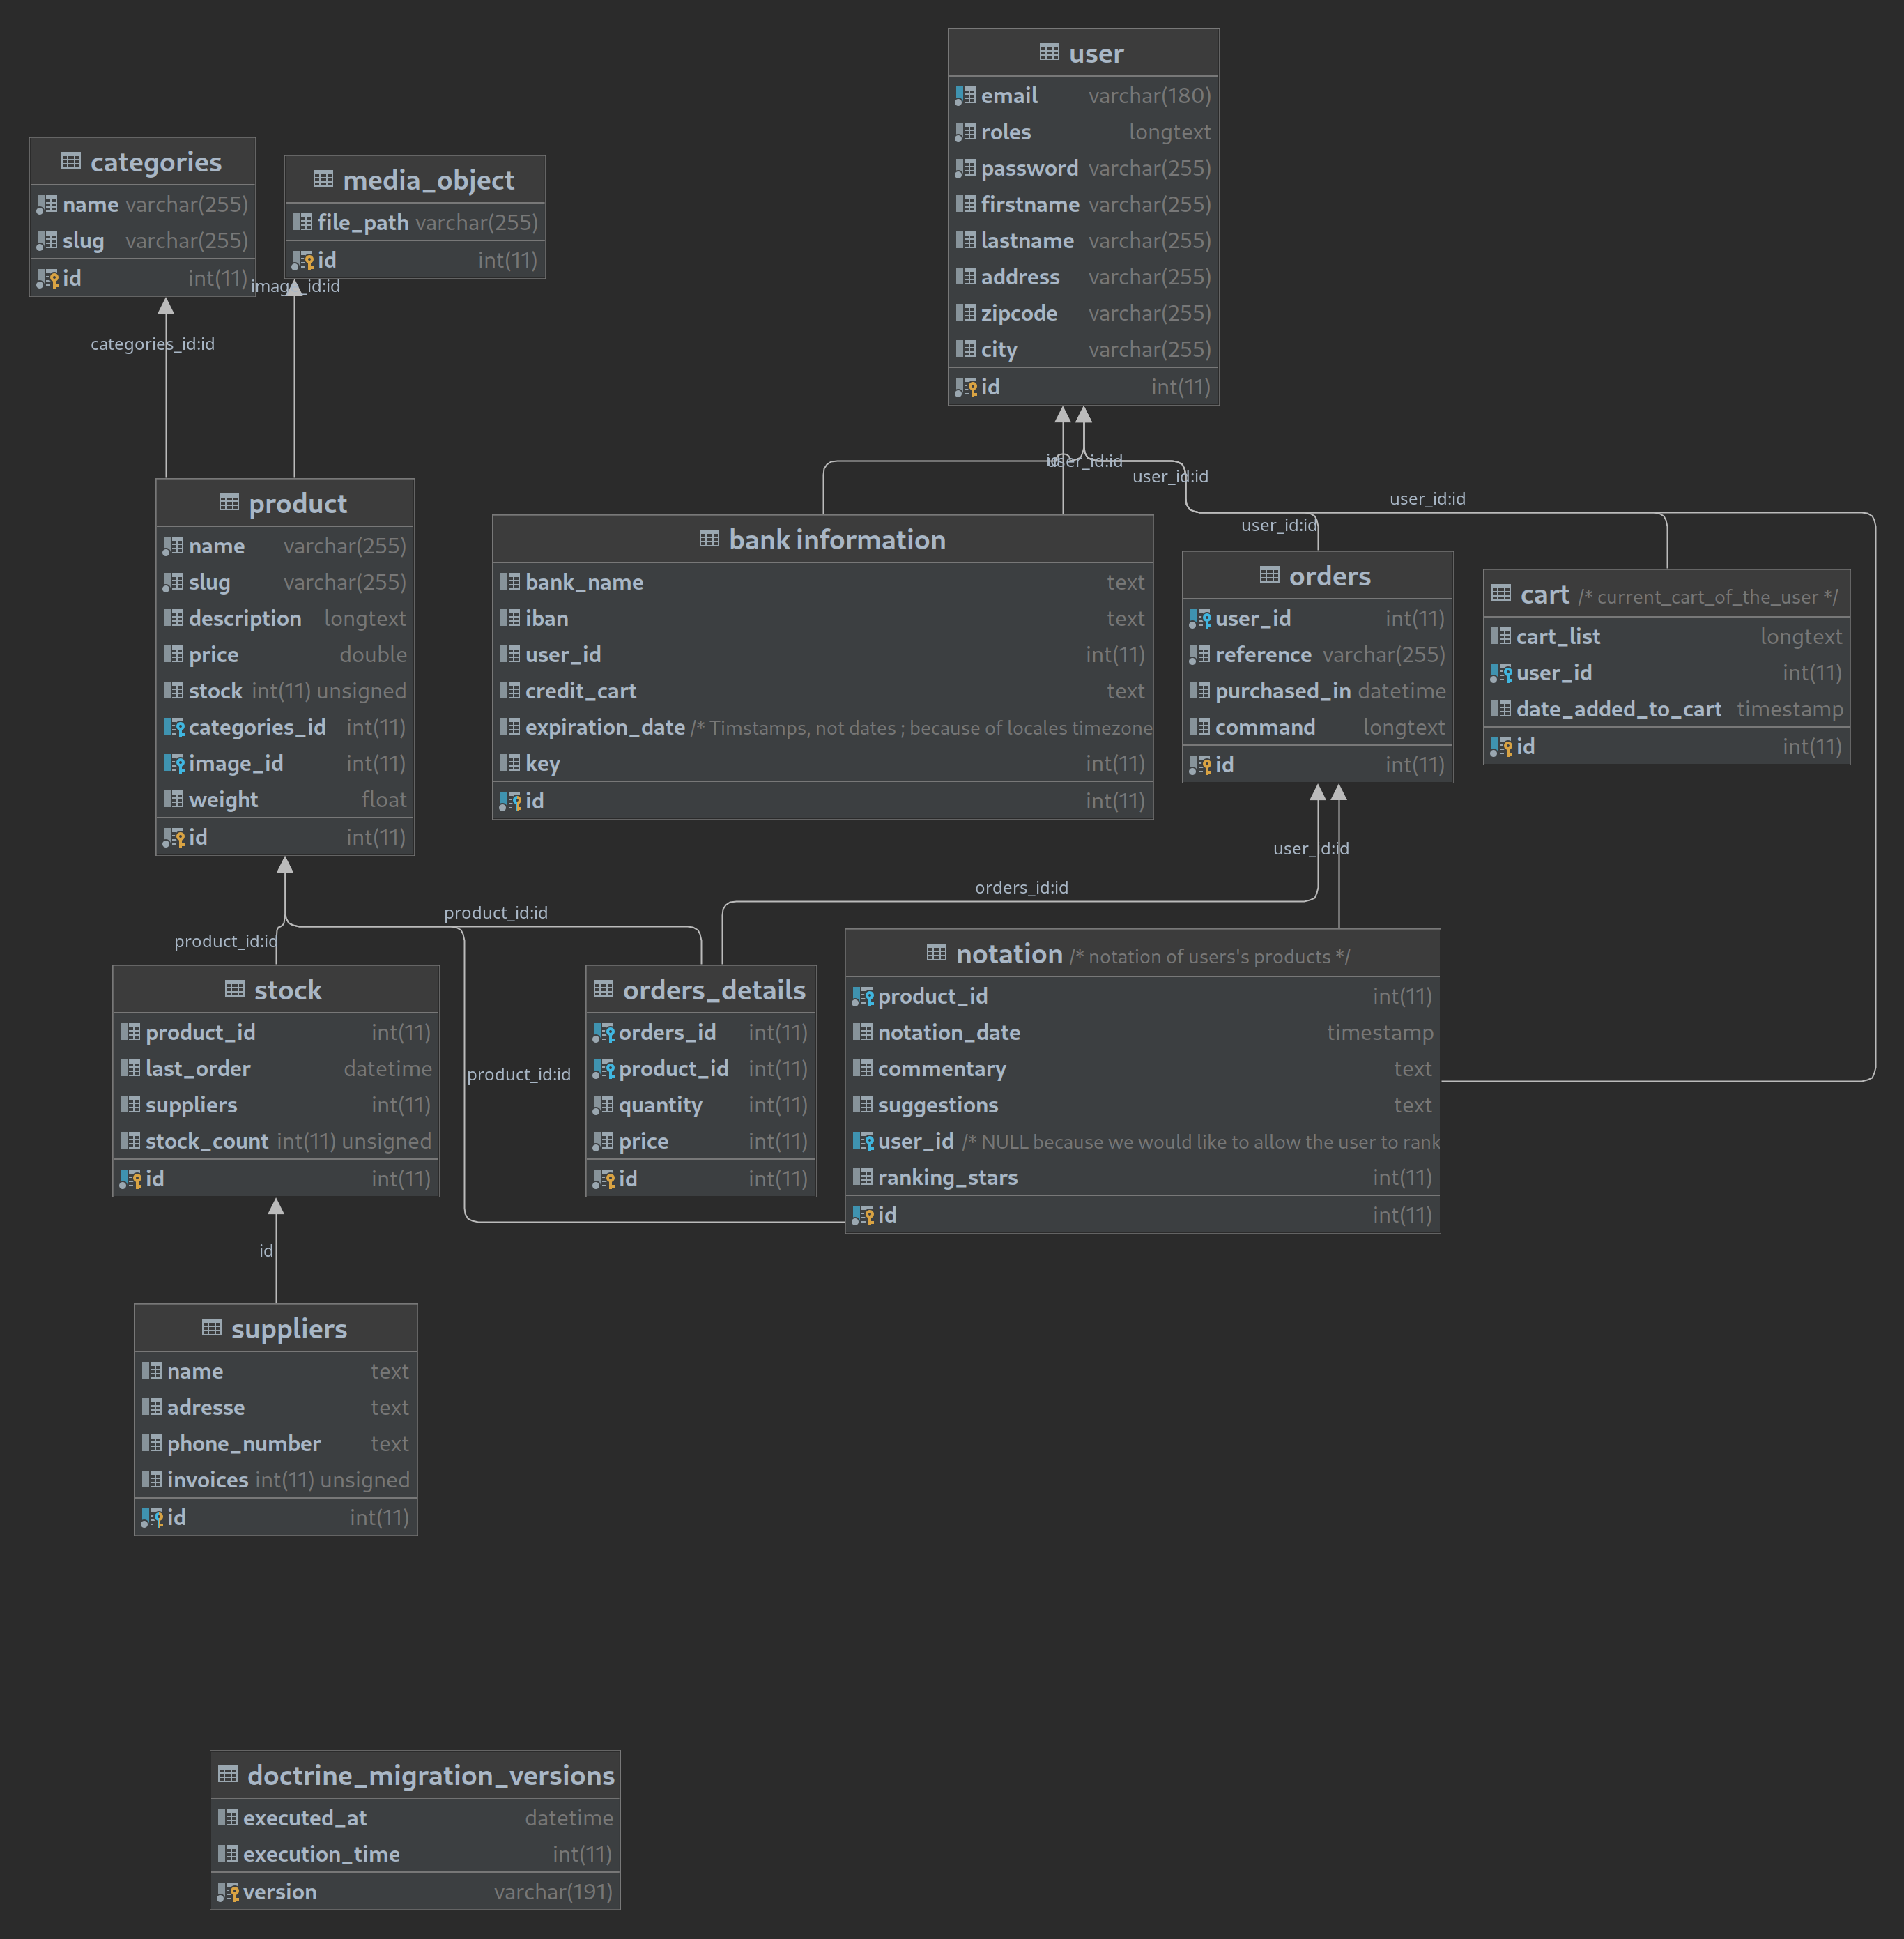 user
email varchar(180)
roles longtext
password varchar(255)
firstname varchar(255)
lastname varchar(255)
address varchar(255)
zipcode varchar(255)
city varchar(255)
id int(11)
categories
name varchar(255)
slug varchar(255)
id int(11)
media_object
file_path varchar(255)
id int(11)
image_id:id
categories_id:id
id
user_id:id
user_id:id
user_id:id
user_id:id
product
name varchar(255)
slug varchar(255)
description longtext
price double
stock int(11) unsigned
categories_id int(11)
image_id int(11)
weight float
id int(11)
bank information
bank_name text
iban text
user_id int(11)
credit_cart text
expiration_date /* Timstamps, not dates ; because of locales timezone
key int(11)
id int(11)
orders
user_id int(11)
reference varchar(255)
purchased_in datetime
command longtext
id int(11)
cart /* current_cart_of_the_user */
cart_list longtext
user_id int(11)
date_added_to_cart timestamp
id int(11)
user_id:id
orders_id:id
product_id:id
product_id:id
product_id:id
stock
product_id int(11)
last_order datetime
suppliers int(11)
stock_count int(11) unsigned
id int(11)
orders_details
orders_id int(11)
product_id int(11)
quantity int(11)
price int(11)
id int(11)
notation /* notation of users's products */
product_id int(11)
notation_date timestamp
commentary text
suggestions text
user_id /* NULL because we would like to allow the user to rank
ranking_stars int(11)
id int(11)
id
suppliers
name text
adresse text
phone_number text
invoices int(11) unsigned
id int(11)
doctrine_migration_versions
executed_at datetime
execution_time int(11)
version varchar(191)